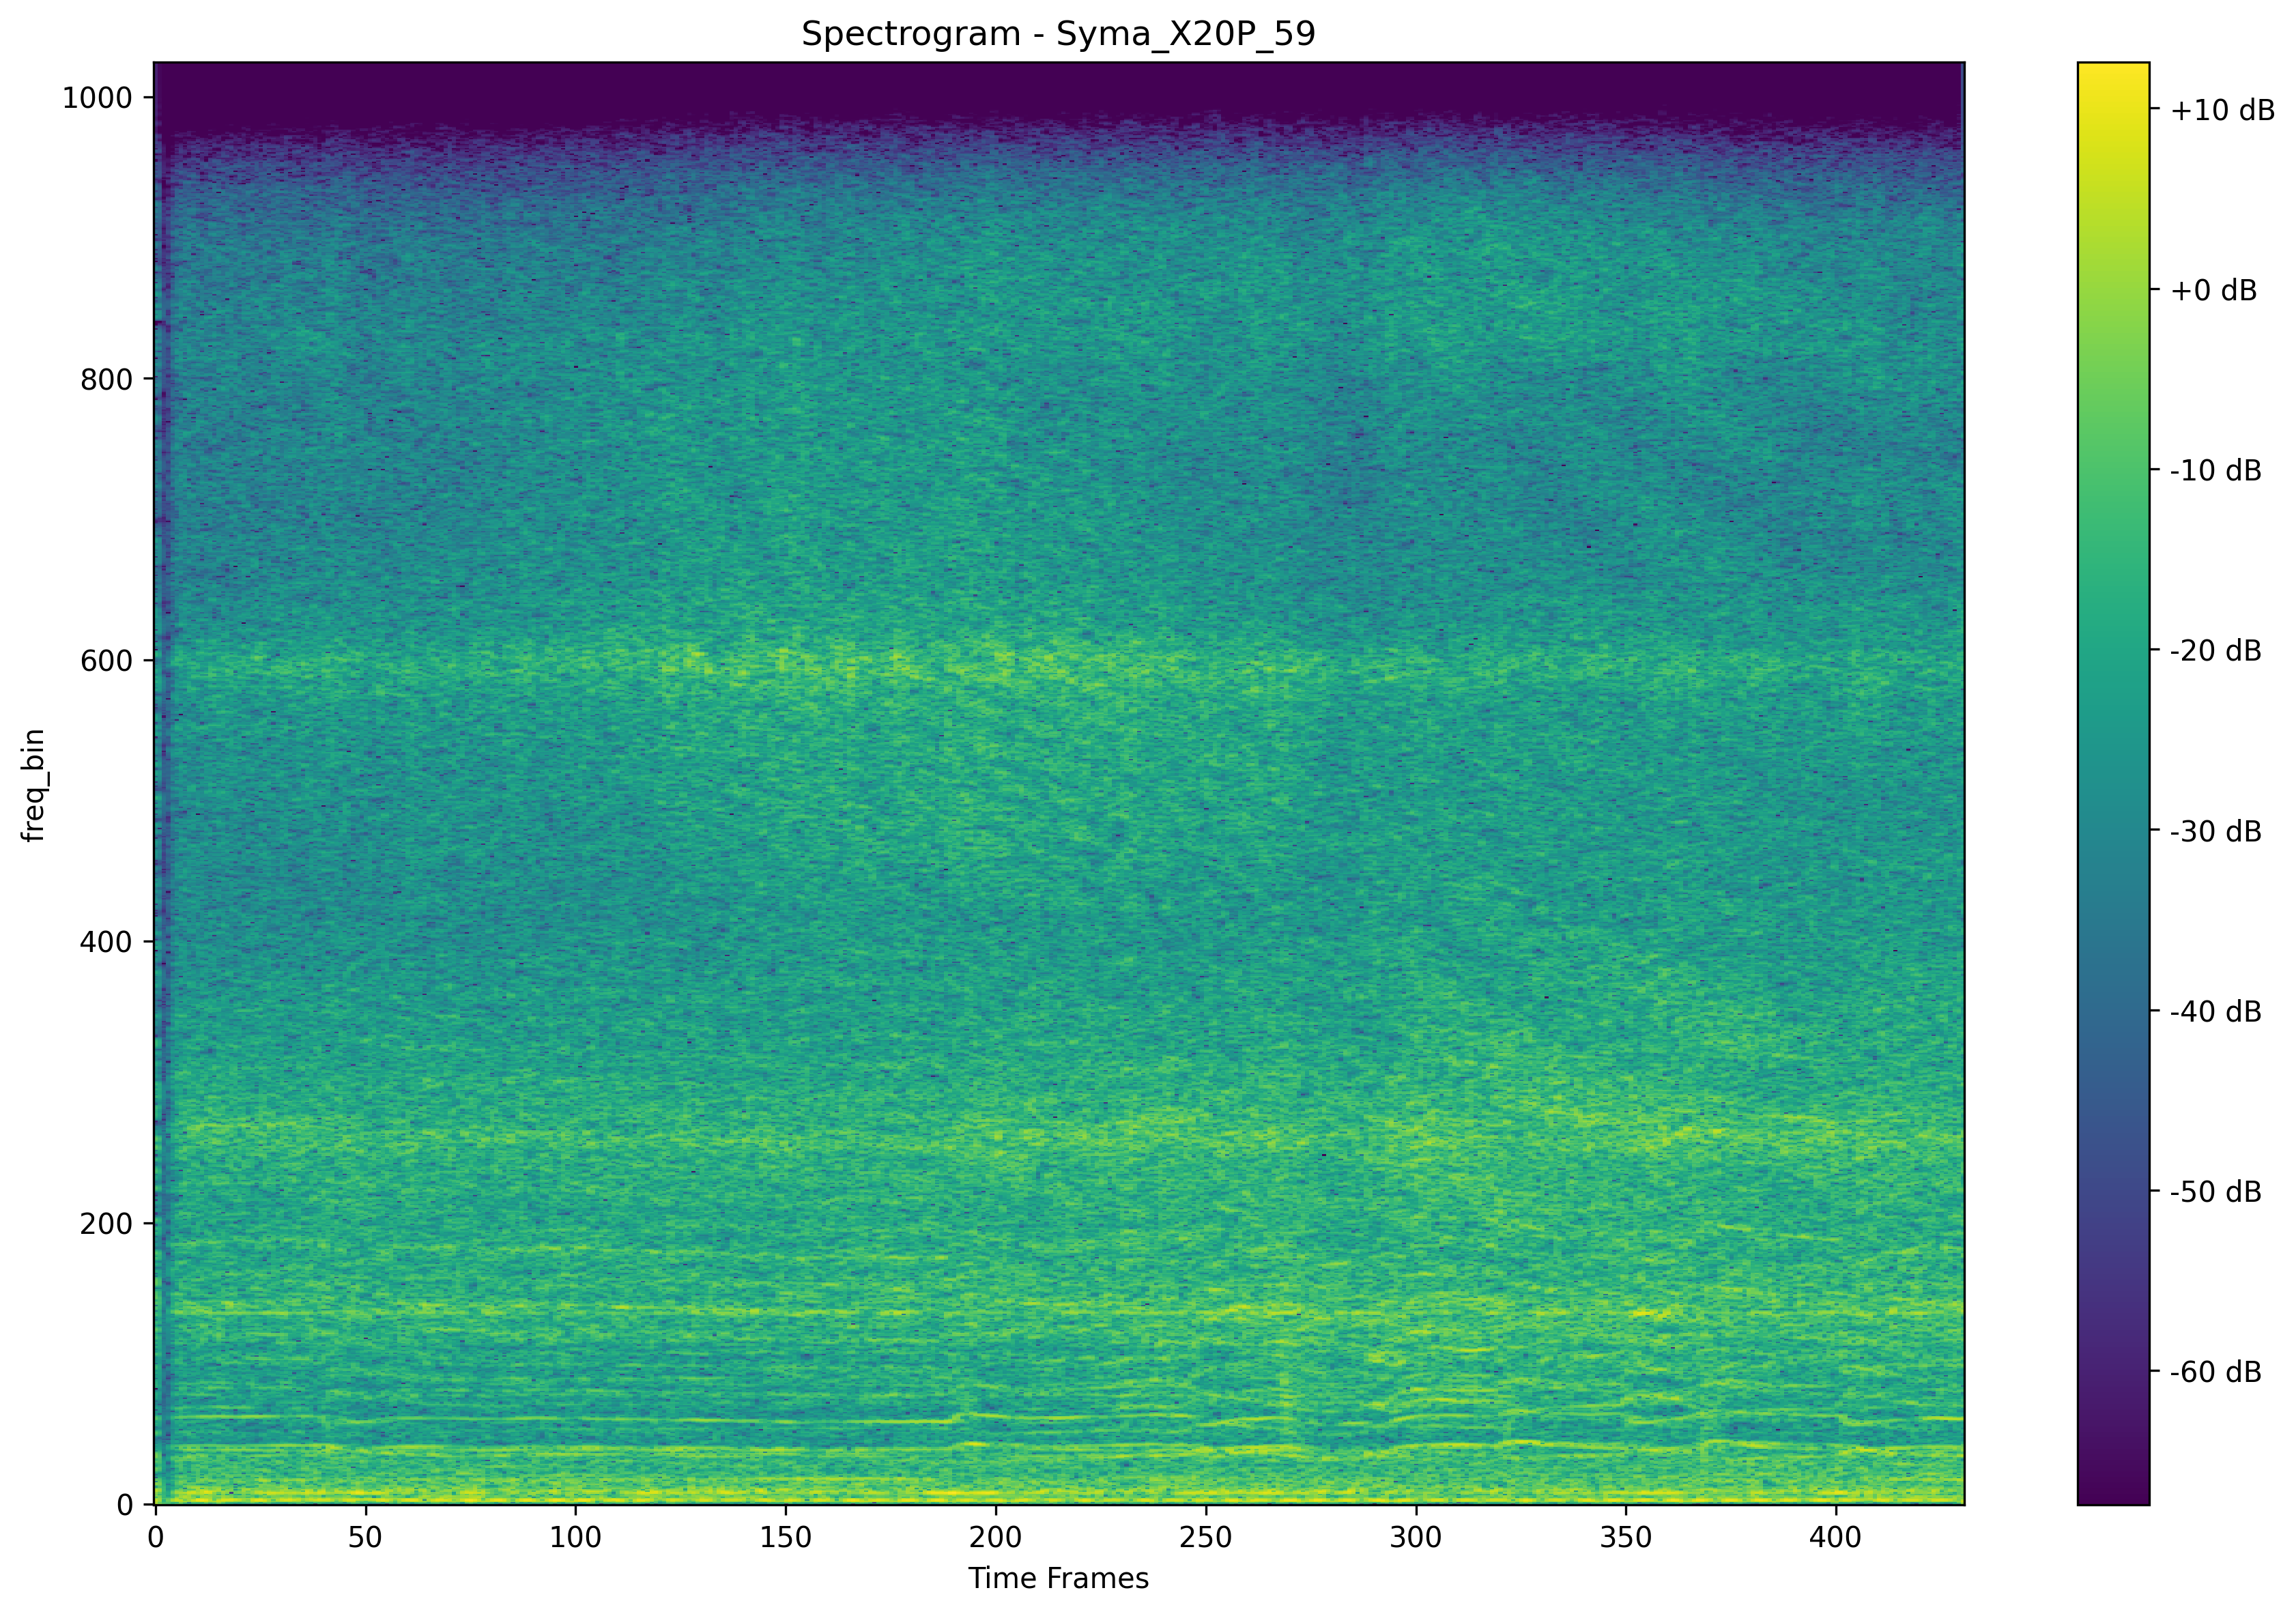 Spectrogram - Syma_X20P_59
1000
800
600
400
200
0
freq_bin
0 50 100 150 200 250 300 350 400
Time Frames
+10 dB
+0 dB
-10 dB
-20 dB
-30 dB
-40 dB
-50 dB
-60 dB